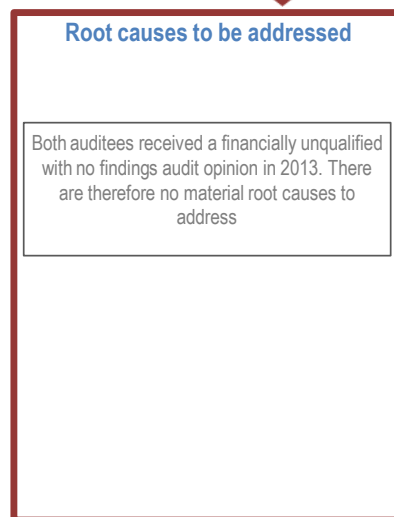 Root causes to be addressed
Both auditees received a financially unqualified
with no findings audit opinion in 2013. There
are therefore no material root causes to
address